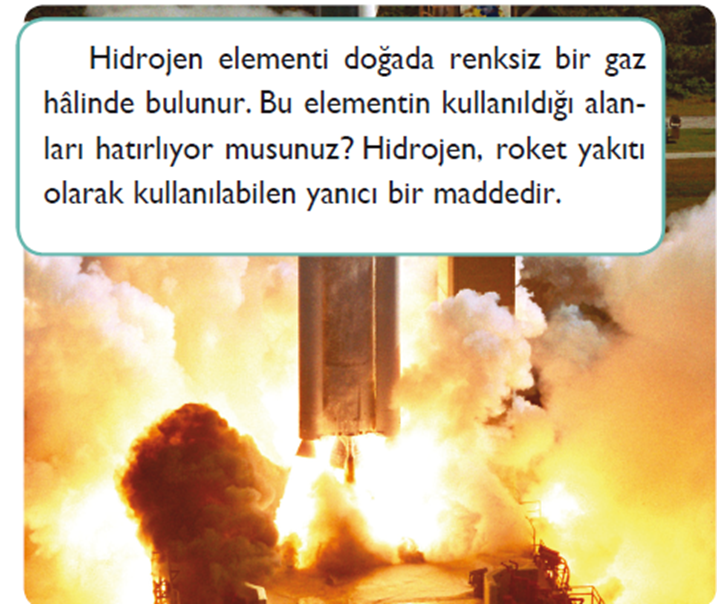 Hidrojen elementi doğada renksiz bir gaz
hâlinde bulunur. Bu elementin kullanıldığı alan-
ları hatırlıyor musunuz? Hidrojen, roket yakıtı
olarak kullanılabilen yanıcı bir maddedir.